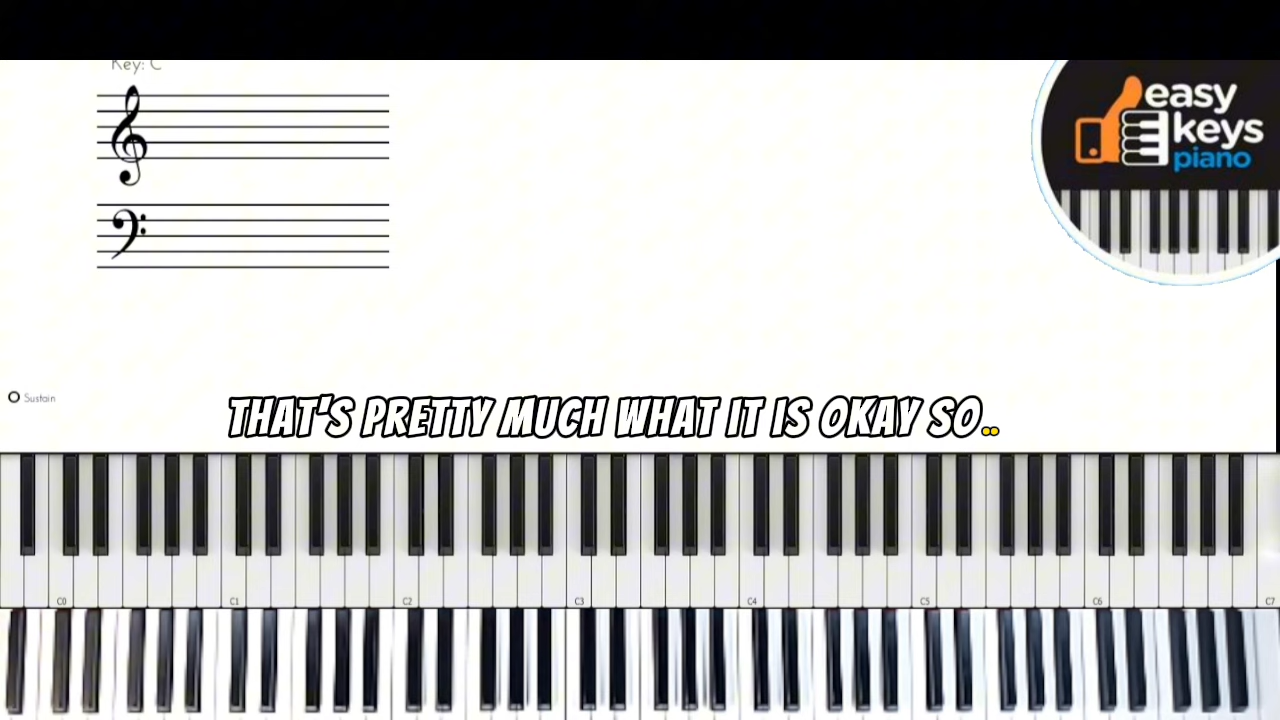 Key: C
easy
keys
piano
Sustain
THAT'S PRETTY MUCH WHAT IT IS OKAY SO..
C0 C1 C2 C3 C4 C5 C6 C7